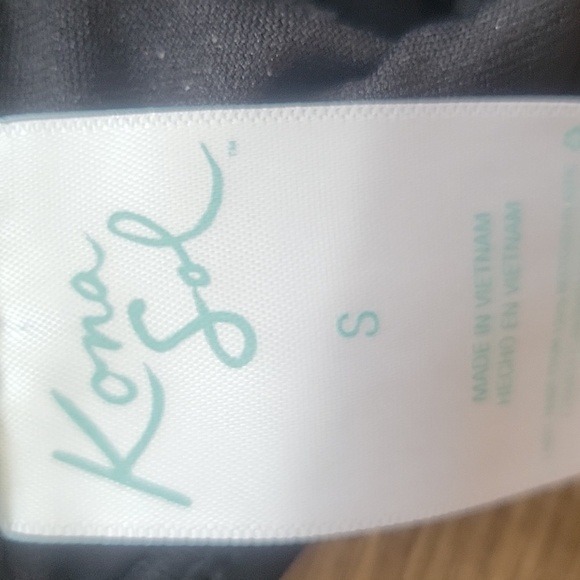 Kona
Sol™
S
MADE IN VIETNAM
HECHO EN VIETNAM